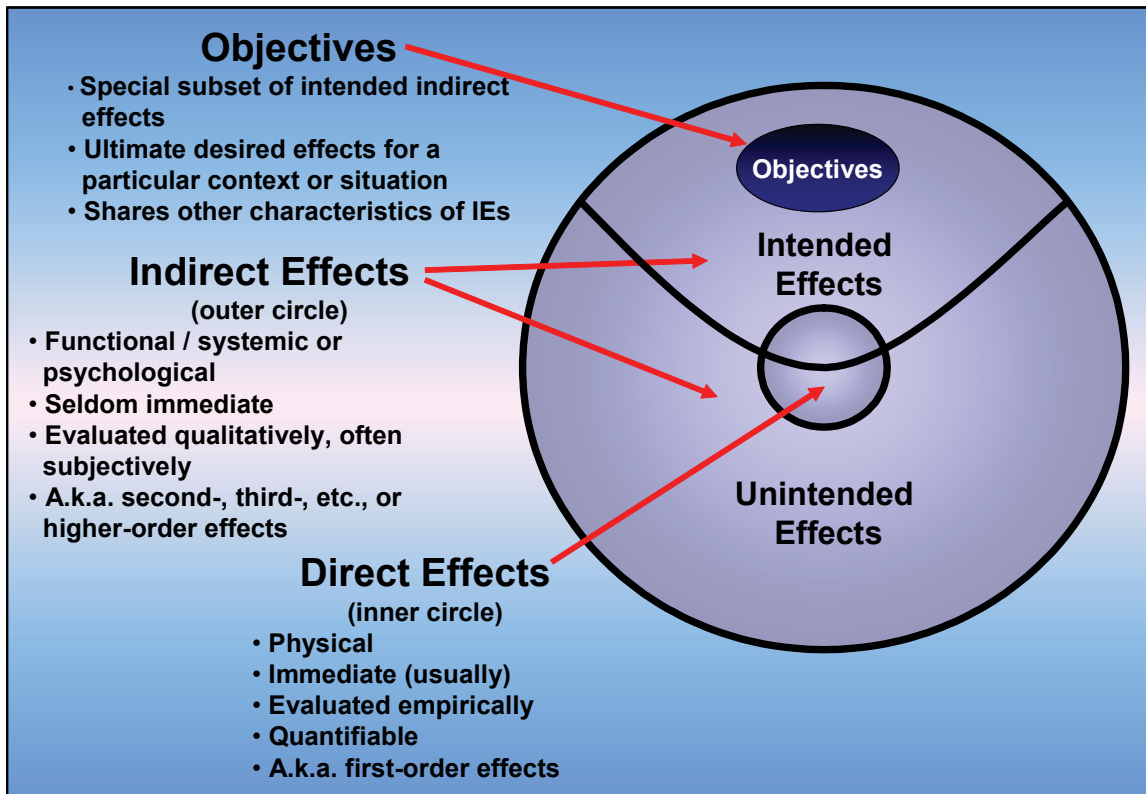 Objectives
• Special subset of intended indirect
effects
• Ultimate desired effects for a
particular context or situation
• Shares other characteristics of IEs
Indirect Effects
(outer circle)
• Functional / systemic or
psychological
• Seldom immediate
• Evaluated qualitatively, often
subjectively
• A.k.a. second-, third-, etc., or
higher-order effects
Direct Effects
(inner circle)
• Physical
• Immediate (usually)
• Evaluated empirically
• Quantifiable
• A.k.a. first-order effects
Objectives
Intended
Effects
Unintended
Effects